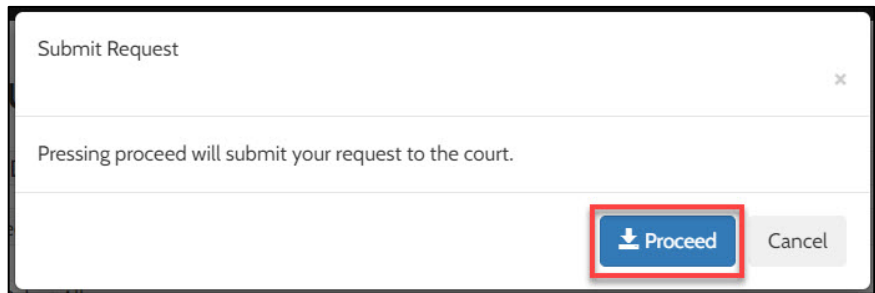 Submit Request
×
Pressing proceed will submit your request to the court.
Proceed
Cancel